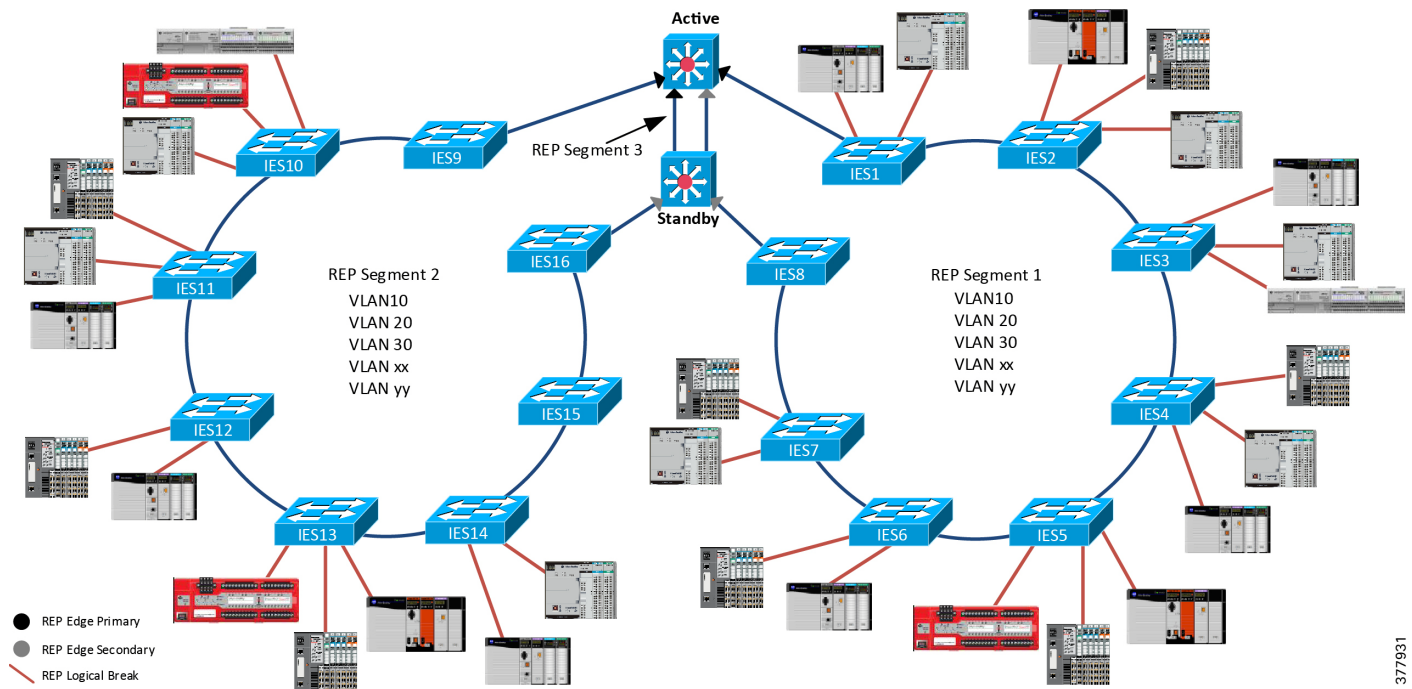 Active
IES10
IES9
REP Segment 3
IES1
IES2
Standby
IES11
REP Segment 2
VLAN10
VLAN 20
VLAN 30
VLAN xx
VLAN yy
IES16
IES8
REP Segment 1
VLAN10
VLAN 20
VLAN 30
VLAN xx
VLAN yy
IES3
IES12
IES15
IES7
IES4
IES13
IES14
IES6
IES5
REP Edge Primary
REP Edge Secondary
REP Logical Break
377931